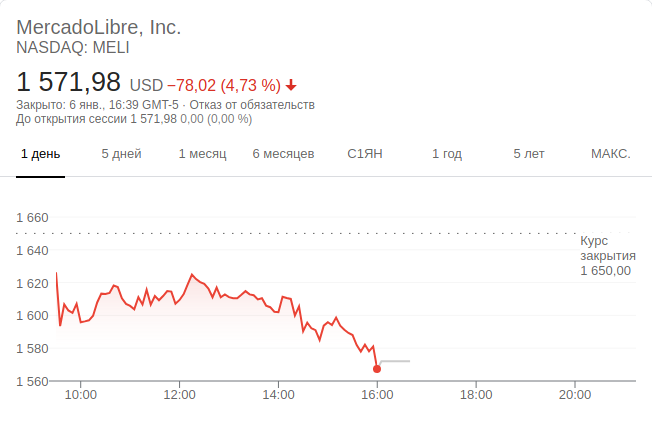 MercadoLibre, Inc.
NASDAQ: MELI
1 571,98 USD −78,02 (4,73 %)
Закрыто: 6 янв., 16:39 GMT-5 · Отказ от обязательств
До открытия сессии 1 571,98 0,00 (0,00 %)
1 день 5 дней 1 месяц 6 месяцев С1ЯН 1 год 5 лет МАКС.
1 660
1 640
1 620
1 600
1 580
1 560
Курс
закрытия
1 650,00
10:00 12:00 14:00 16:00 18:00 20:00